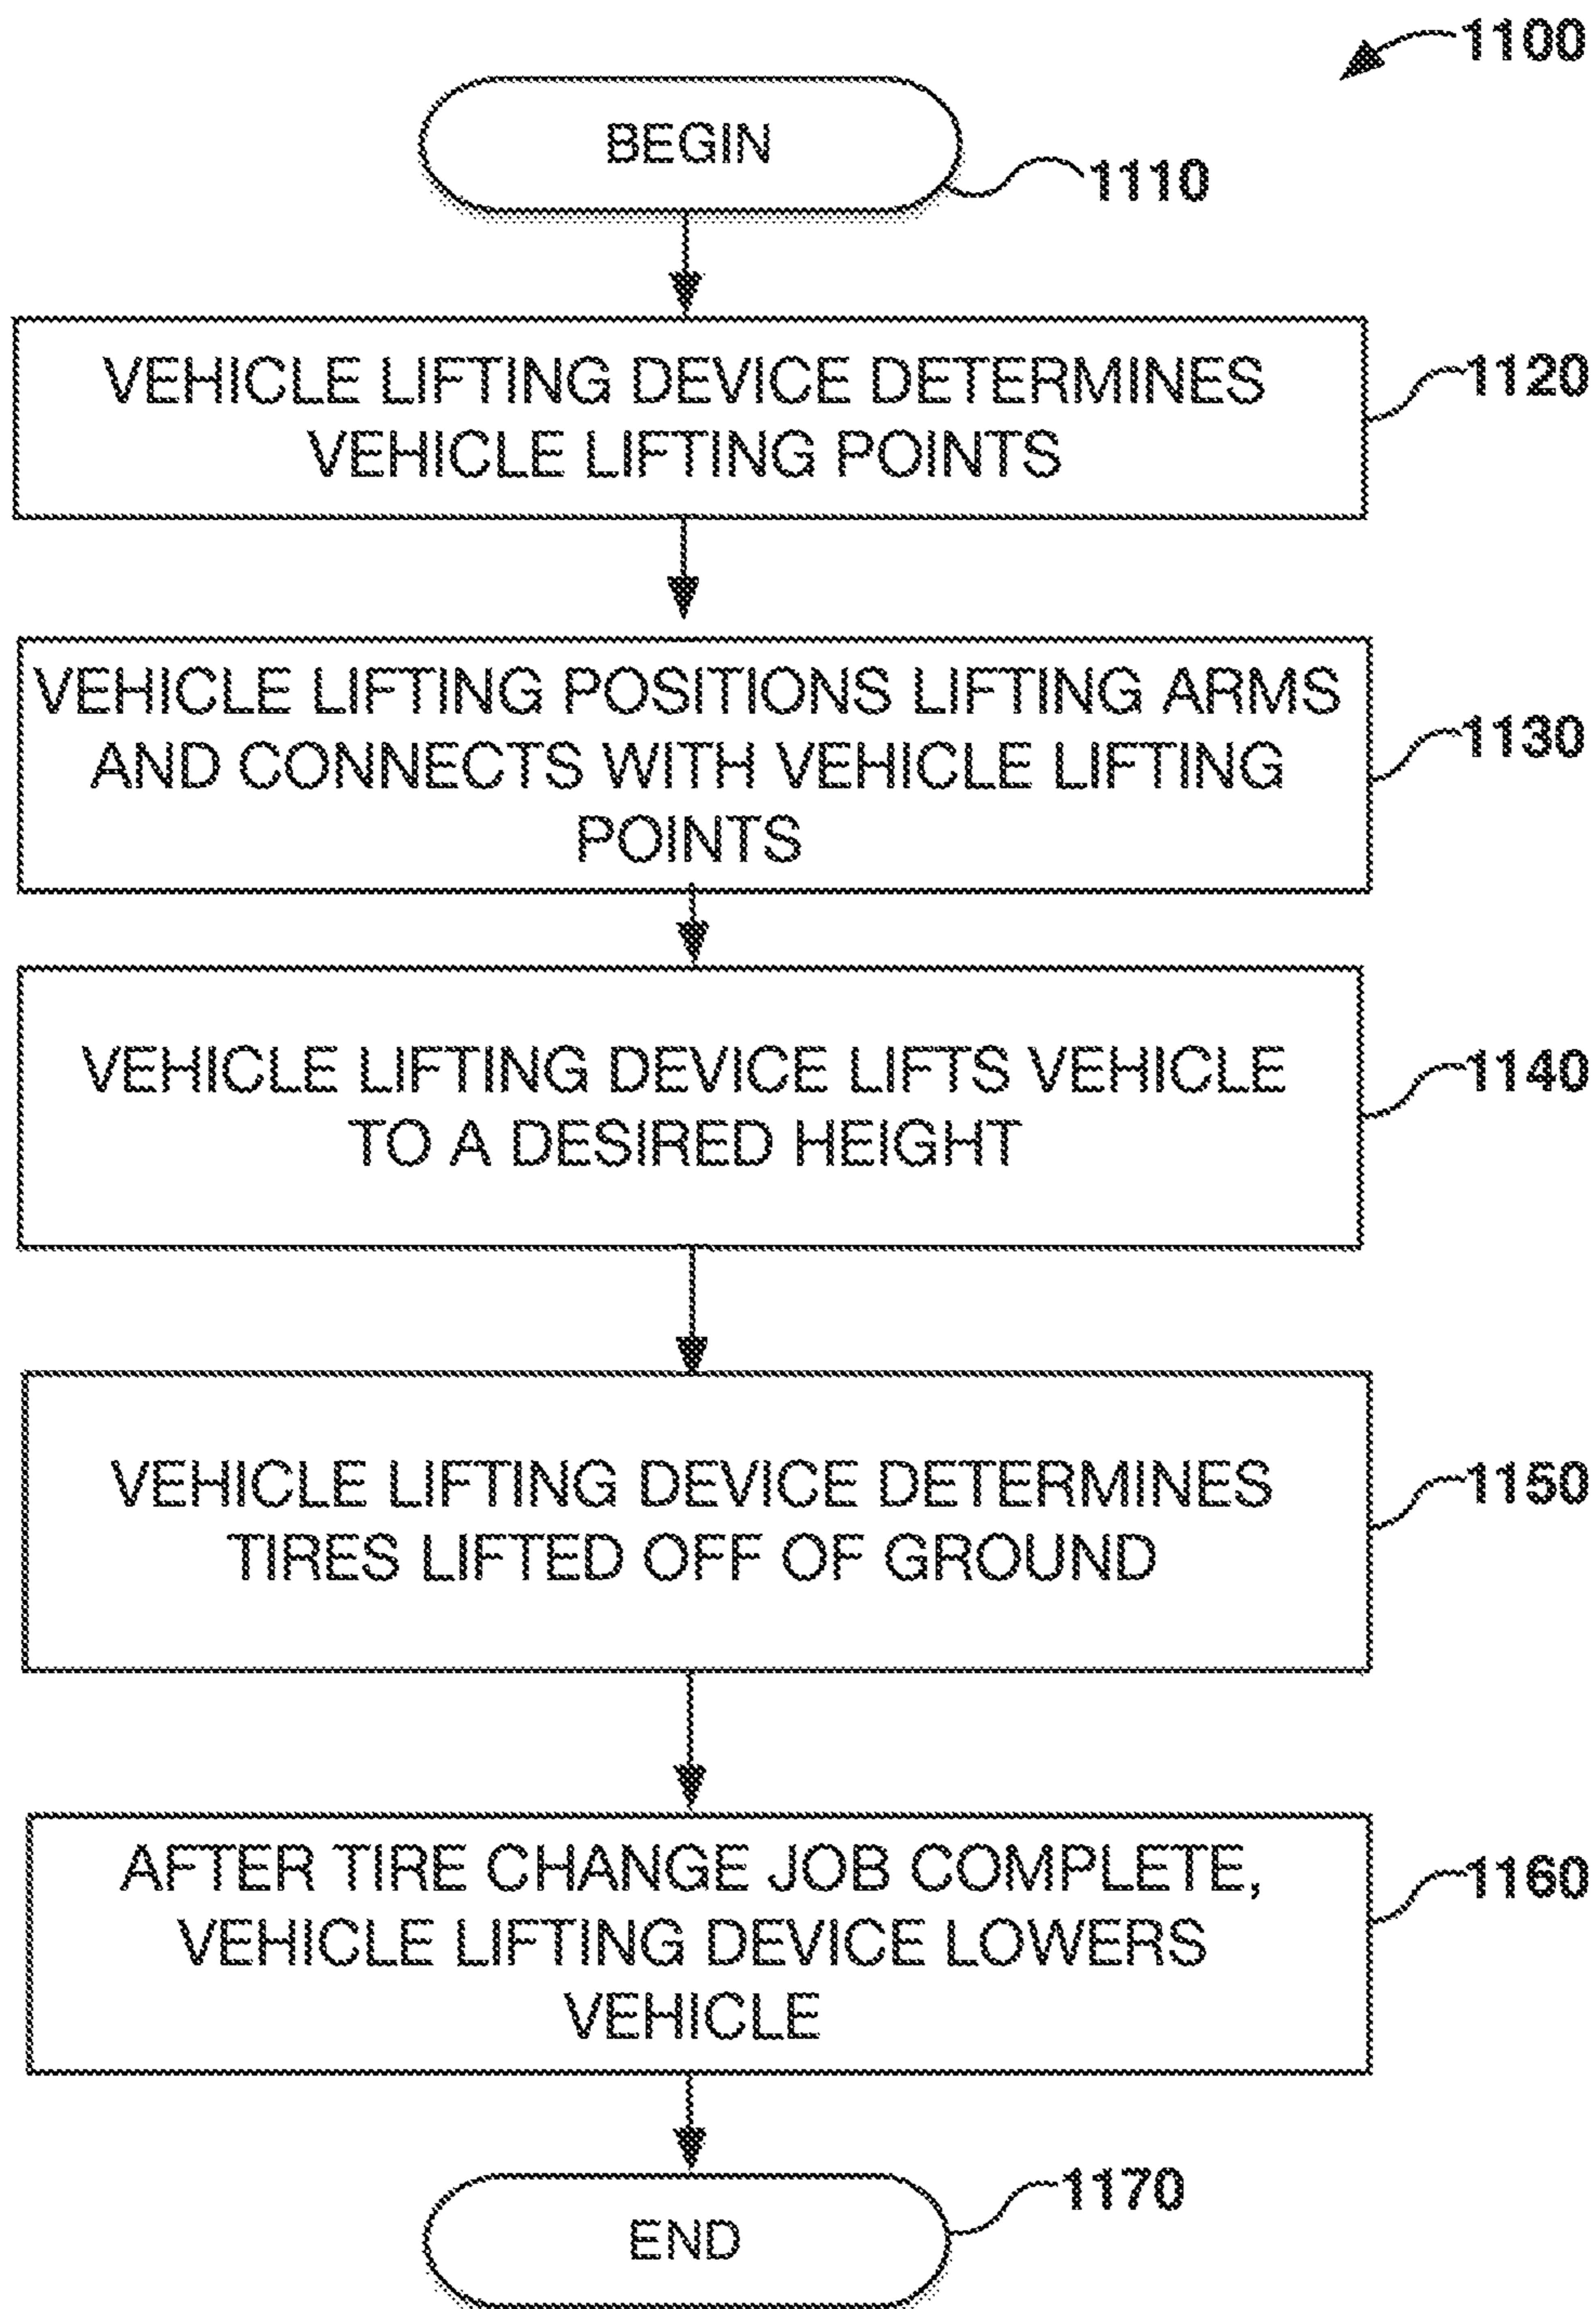 1100
BEGIN
1110
VEHICLE LIFTING DEVICE DETERMINES
VEHICLE LIFTING POINTS
1120
VEHICLE LIFTING POSITIONS LIFTING ARMS
AND CONNECTS WITH VEHICLE LIFTING
POINTS
1130
VEHICLE LIFTING DEVICE LIFTS VEHICLE
TO A DESIRED HEIGHT
1140
VEHICLE LIFTING DEVICE DETERMINES
TIRES LIFTED OFF OF GROUND
1150
AFTER TIRE CHANGE JOB COMPLETE,
VEHICLE LIFTING DEVICE LOWERS
VEHICLE
1160
END
1170